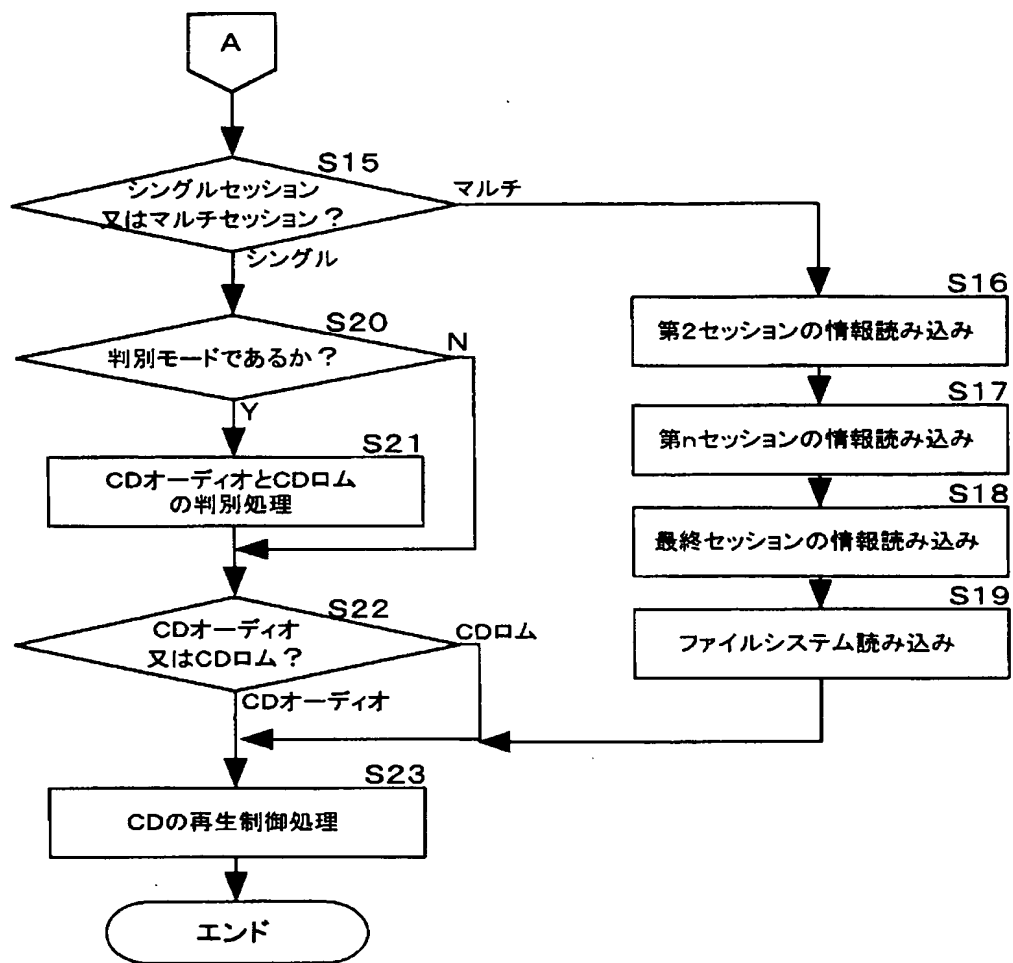 A
S15
シングルセッション
又はマルチセッション？
マルチ
シングル
S16
第2セッションの情報読み込み
S20
判別モードであるか？
N
Y
S17
第nセッションの情報読み込み
S21
CDオーディオとCDロム
の判別処理
S18
最終セッションの情報読み込み
S19
ファイルシステム読み込み
S22
CDオーディオ
又はCDロム？
CDロム
CDオーディオ
S23
CDの再生制御処理
エンド